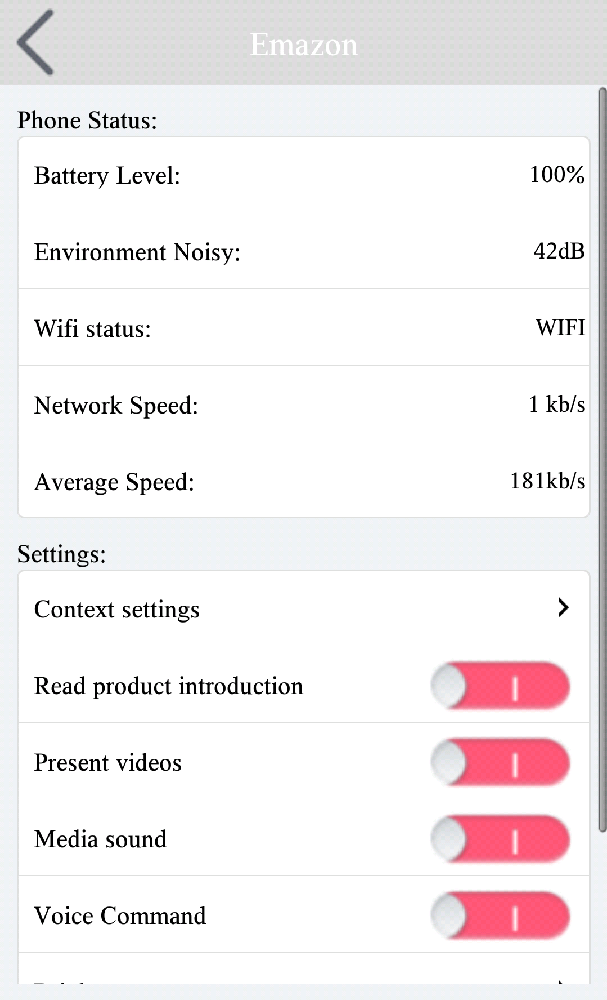 Emazon
Phone Status:
Battery Level: 100%
Environment Noisy: 42dB
Wifi status: WIFI
Network Speed: 1 kb/s
Average Speed: 181kb/s
Settings:
Context settings
Read product introduction
Present videos
Media sound
Voice Command